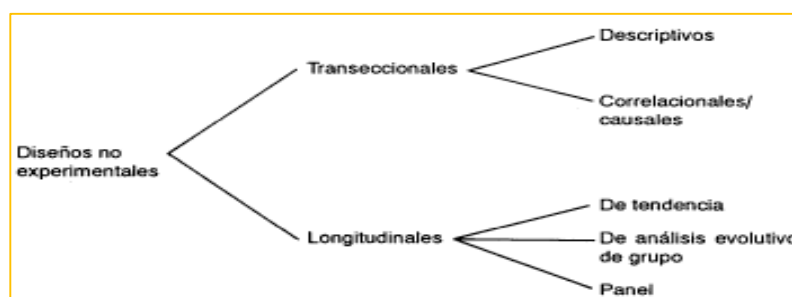 Descriptivos
Transeccionales
Correlacionales/
causales
Diseños no
experimentales
De tendencia
Longitudinales
De análisis evolutivo
de grupo
Panel